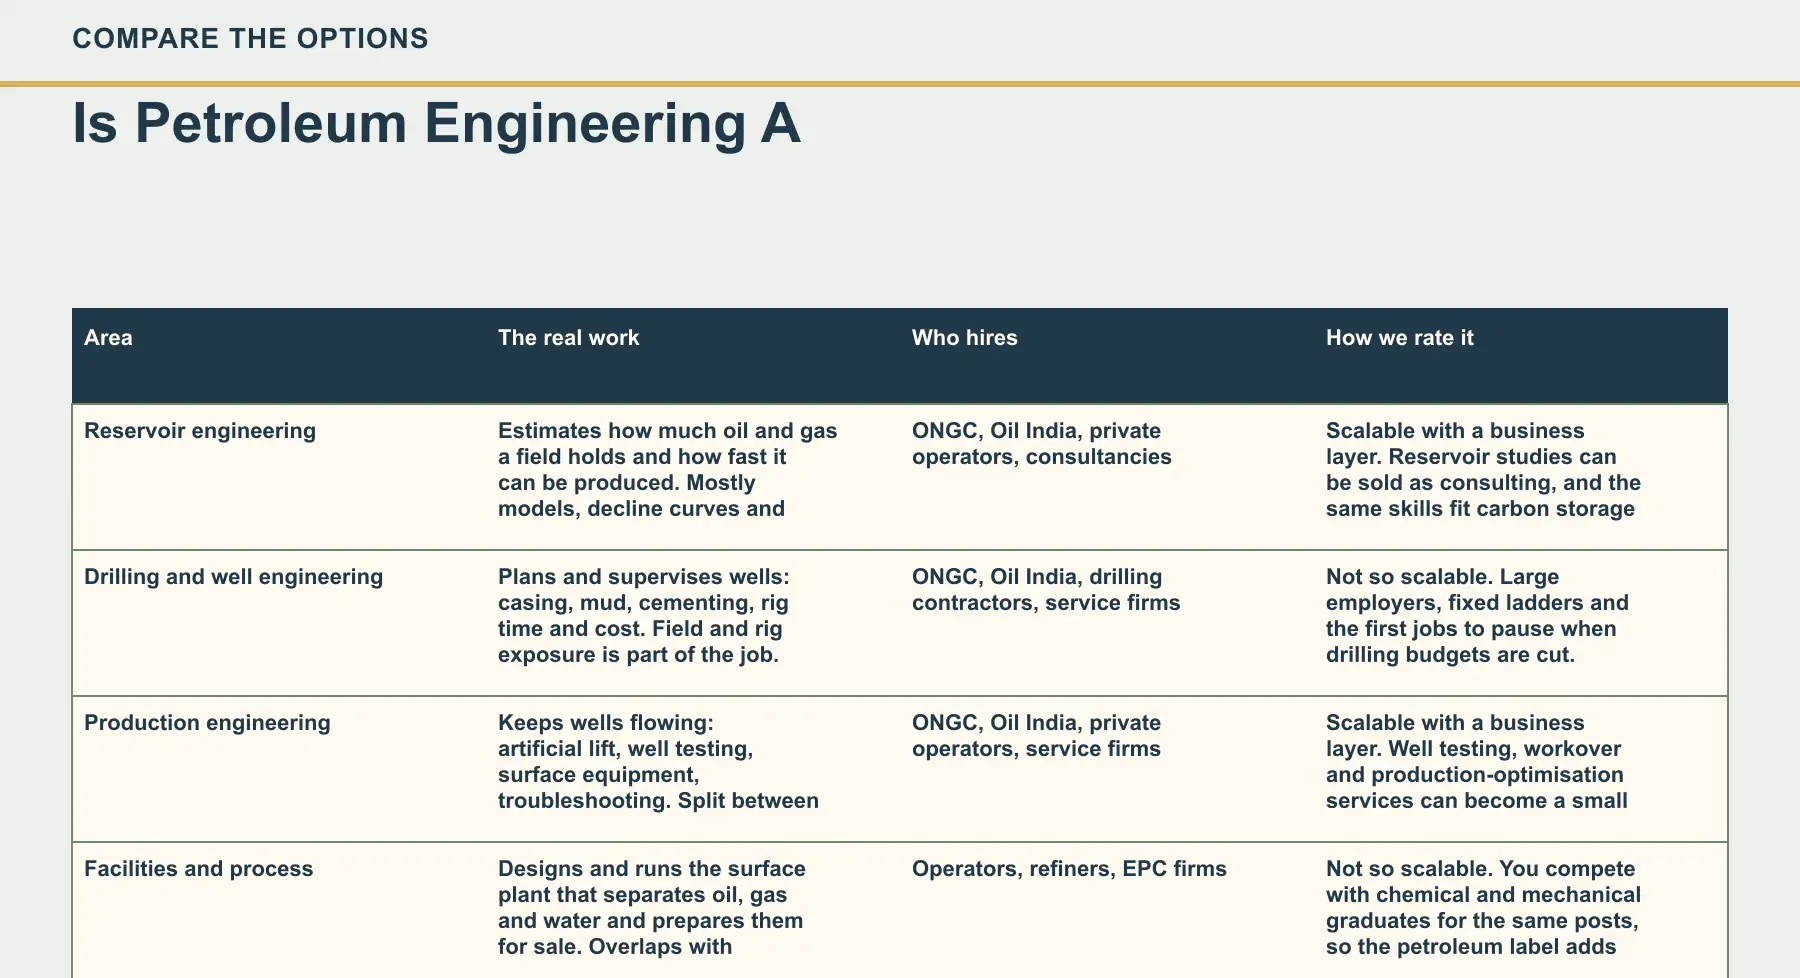 COMPARE THE OPTIONS
Is Petroleum Engineering A
Area
The real work
Who hires
How we rate it
Reservoir engineering
Estimates how much oil and gas
a field holds and how fast it
can be produced. Mostly
models, decline curves and
ONGC, Oil India, private
operators, consultancies
Scalable with a business
layer. Reservoir studies can
be sold as consulting, and the
same skills fit carbon storage
Drilling and well engineering
Plans and supervises wells:
casing, mud, cementing, rig
time and cost. Field and rig
exposure is part of the job.
ONGC, Oil India, drilling
contractors, service firms
Not so scalable. Large
employers, fixed ladders and
the first jobs to pause when
drilling budgets are cut.
Production engineering
Keeps wells flowing:
artificial lift, well testing,
surface equipment,
troubleshooting. Split between
ONGC, Oil India, private
operators, service firms
Scalable with a business
layer. Well testing, workover
and production-optimisation
services can become a small
Facilities and process
Designs and runs the surface
plant that separates oil, gas
and water and prepares them
for sale. Overlaps with
Operators, refiners, EPC firms
Not so scalable. You compete
with chemical and mechanical
graduates for the same posts,
so the petroleum label adds